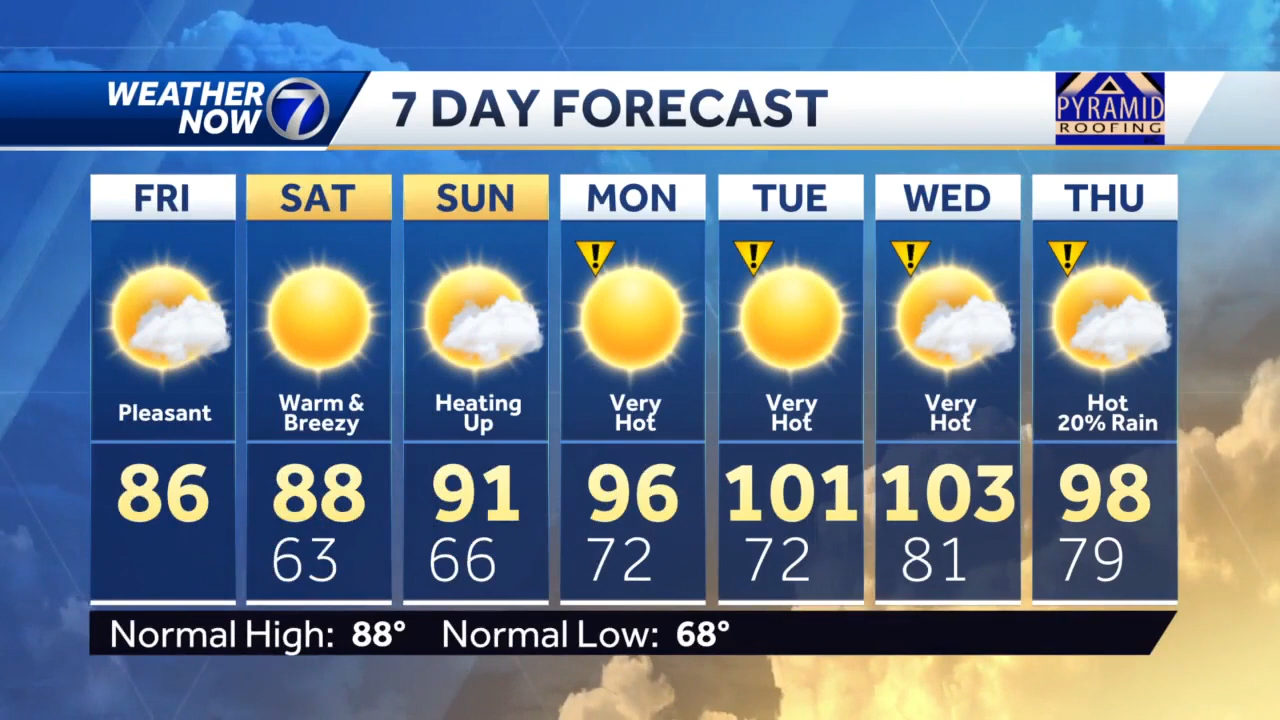 WEATHER
NOW
7
7 DAY FORECAST
PYRAMID
ROOFING
FRI
SAT
SUN
MON
TUE
WED
THU
!
!
!
!
Pleasant
Warm &
Breezy
Heating
Up
Very
Hot
Very
Hot
Very
Hot
Hot
20% Rain
86
88
91
96
101
103
98
63
66
72
72
81
79
Normal High: 88° Normal Low: 68°